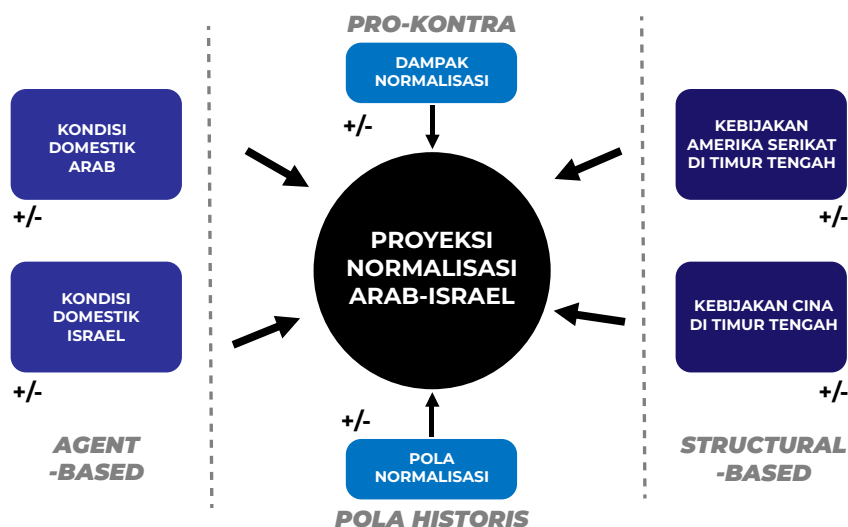 PRO-KONTRA
DAMPAK
NORMALISASI
+/-
KONDISI
DOMESTIK
ARAB
+/-
KONDISI
DOMESTIK
ISRAEL
+/-
AGENT
-BASED
PROYEKSI
NORMALISASI
ARAB-ISRAEL
+/-
POLA
NORMALISASI
POLA HISTORIS
KEBIJAKAN
AMERIKA SERIKAT
DI TIMUR TENGAH
+/-
KEBIJAKAN CINA
DI TIMUR TENGAH
+/-
STRUCTURAL
-BASED